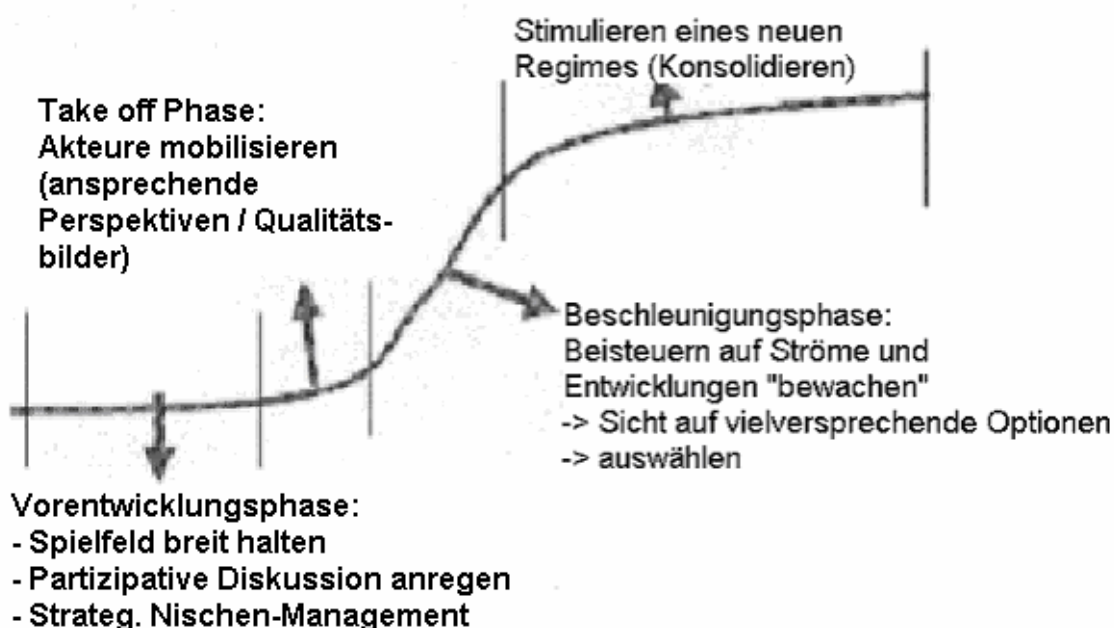 Stimulieren eines neuen
Regimes (Konsolidieren)
Take off Phase:
Akteure mobilisieren
(ansprechende
Perspektiven / Qualitäts-
bilder)
Beschleunigungsphase:
Beisteuern auf Ströme und
Entwicklungen "bewachen"
-> Sicht auf vielversprechende Optionen
-> auswählen
Vorentwicklungsphase:
- Spielfeld breit halten
- Partizipative Diskussion anregen
- Strateg. Nischen-Management